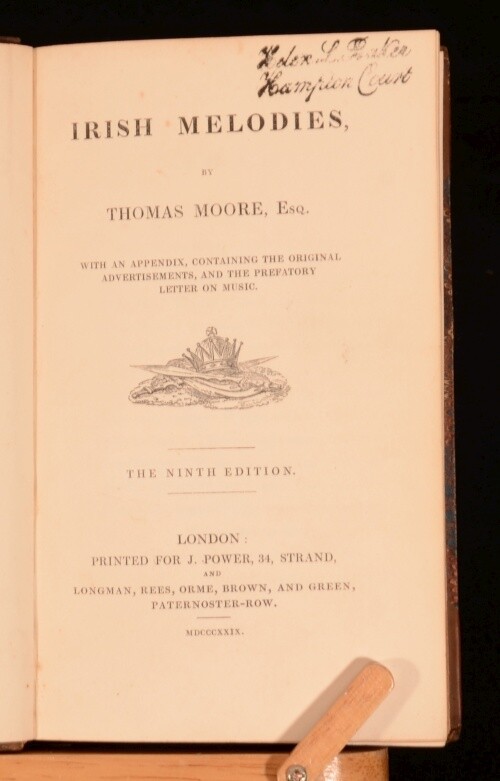 Helen L. Baker
Hampton Court
IRISH MELODIES,
BY
THOMAS MOORE, Esq.
WITH AN APPENDIX, CONTAINING THE ORIGINAL
ADVERTISEMENTS, AND THE PREFATORY
LETTER ON MUSIC.
THE NINTH EDITION.
LONDON:
PRINTED FOR J. POWER, 34, STRAND,
AND
LONGMAN, REES, ORME, BROWN, AND GREEN,
PATERNOSTER-ROW.
MDCCCXXIX.